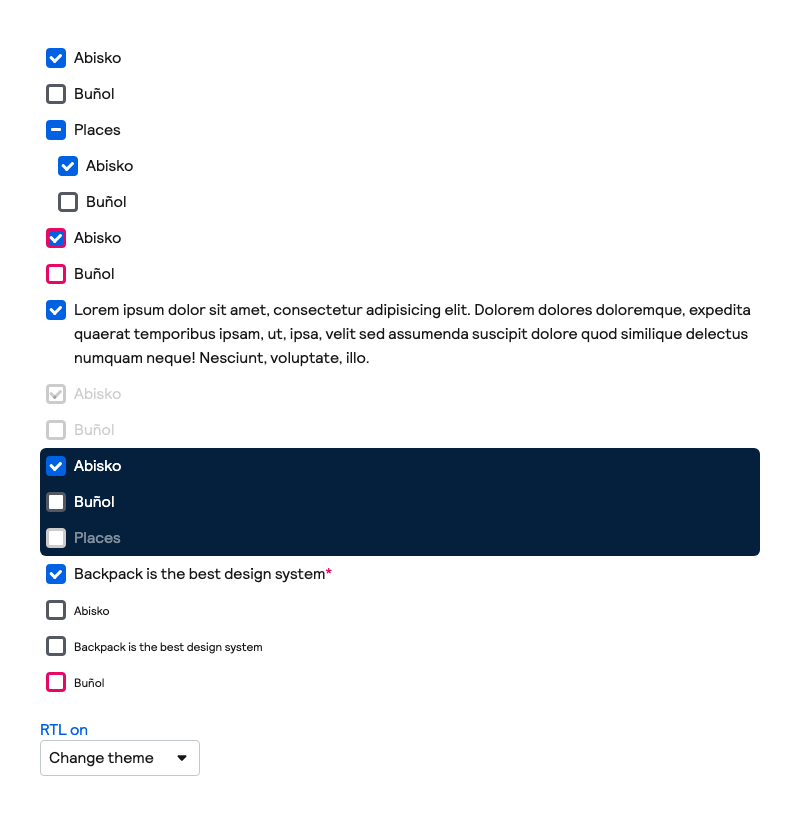 Abisko
Buñol
Places
Abisko
Buñol
Abisko
Buñol
Lorem ipsum dolor sit amet, consectetur adipisicing elit. Dolorem dolores doloremque, expedita
quaerat temporibus ipsam, ut, ipsa, velit sed assumenda suscipit dolore quod similique delectus
numquam neque! Nesciunt, voluptate, illo.
Abisko
Buñol
Abisko
Buñol
Places
Backpack is the best design system*
Abisko
Backpack is the best design system
Buñol
RTL on
Change theme